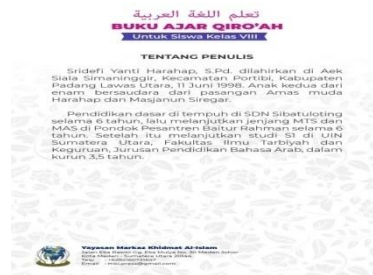 تعلم اللغة العربية
BUKU AJAR QIRO'AH
Untuk Siswa Kelas VIII
TENTANG PENULIS
Sridefi Yanti Harahap, S.Pd. dilahirkan di Aek
Siala Simaninggir, Kecamatan Portibi, Kabupaten
Padang Lawas Utara, 11 Juni 1998. Anak kedua dari
enam bersaudara dari pasangan Amas muda
Harahap dan Masjanun Siregar.
Pendidikan dasar di tempuh di SDN Sibatuloting
selama 6 tahun, lalu melanjutkan jenjang MTS dan
MAS di Pondok Pesantren Baitur Rahman selama 6
tahun. Setelah itu melanjutkan studi S1 di UIN
Sumatera Utara, Fakultas Ilmu Tarbiyah dan
Keguruan, Jurusan Pendidikan Bahasa Arab, dalam
kurun 3,5 tahun.
Yayasan Markaz Khidmat Al-Islam